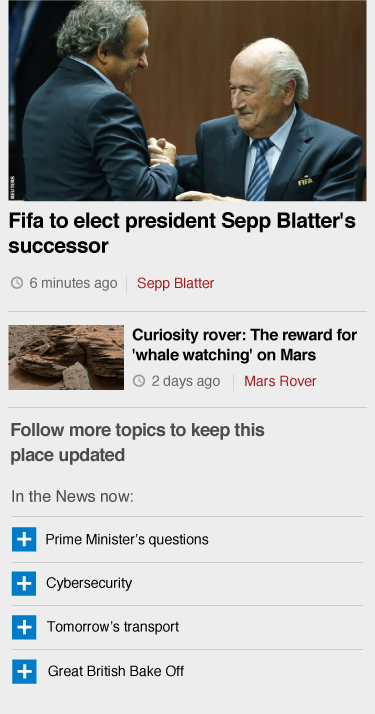 REUTERS
FIFA
Fifa to elect president Sepp Blatter's
successor
6 minutes ago
Sepp Blatter
Curiosity rover: The reward for
'whale watching' on Mars
2 days ago
Mars Rover
Follow more topics to keep this
place updated
In the News now:
Prime Minister’s questions
Cybersecurity
Tomorrow’s transport
Great British Bake Off